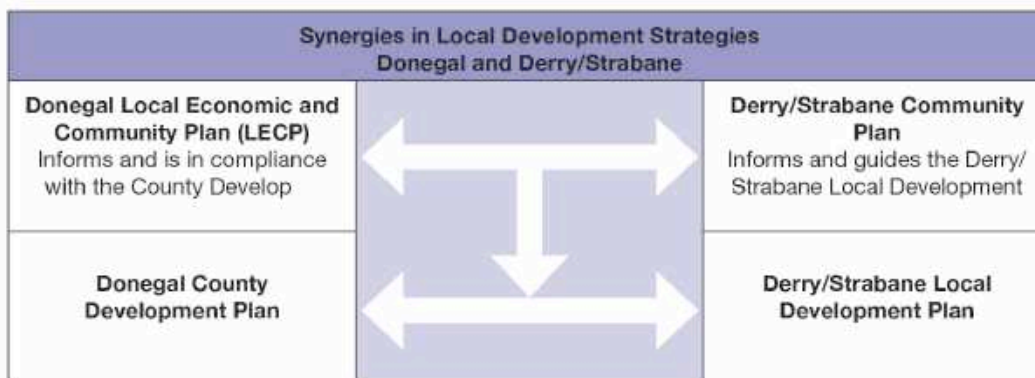 Synergies in Local Development Strategies
Donegal and Derry/Strabane
Donegal Local Economic and
Community Plan (LECP)
Informs and is in compliance
with the County Develop
Derry/Strabane Community
Plan
Informs and guides the Derry/
Strabane Local Development
Donegal County
Development Plan
Derry/Strabane Local
Development Plan